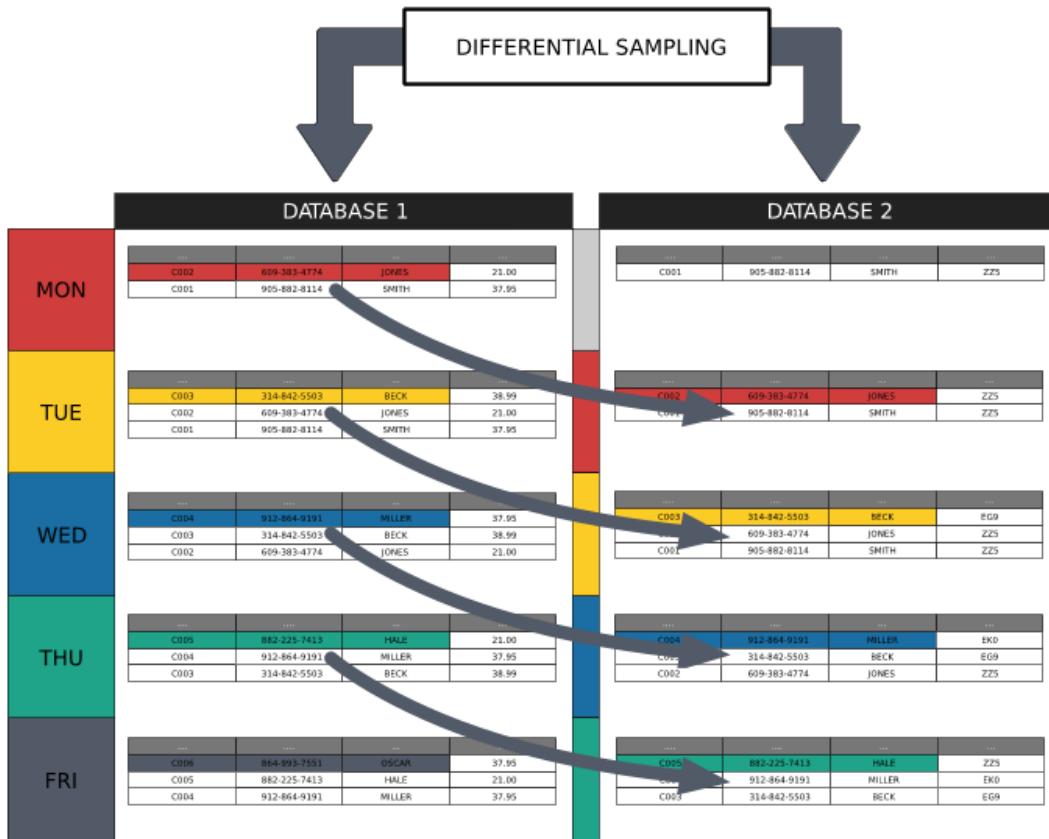 DIFFERENTIAL SAMPLING
DATABASE 1 DATABASE 2
MON
.... .... ... ....
C002 609-383-4774 JONES 21.00
C001 905-882-8114 SMITH 37.95
.... .... ... ....
C001 905-882-8114 SMITH ZZ5
TUE
.... .... ... ....
C003 314-842-5503 BECK 38.99
C002 609-383-4774 JONES 21.00
C001 905-882-8114 SMITH 37.95
.... .... ... ....
C002 609-383-4774 JONES ZZ5
C001 905-882-8114 SMITH ZZ5
WED
.... .... ... ....
C004 912-864-9191 MILLER 37.95
C003 314-842-5503 BECK 38.99
C002 609-383-4774 JONES 21.00
.... .... ... ....
C003 314-842-5503 BECK EG9
609-383-4774 JONES ZZ5
C001 905-882-8114 SMITH ZZ5
THU
.... .... ... ....
C005 882-225-7413 HALE 21.00
C004 912-864-9191 MILLER 37.95
C003 314-842-5503 BECK 38.99
.... .... ... ....
C004 912-864-9191 MILLER EK0
314-842-5503 BECK EG9
C002 609-383-4774 JONES ZZ5
FRI
.... .... ... ....
C006 864-993-7551 OSCAR 37.95
C005 882-225-7413 HALE 21.00
C004 912-864-9191 MILLER 37.95
.... .... ... ....
C005 882-225-7413 HALE ZZ5
912-864-9191 MILLER EK0
C003 314-842-5503 BECK EG9